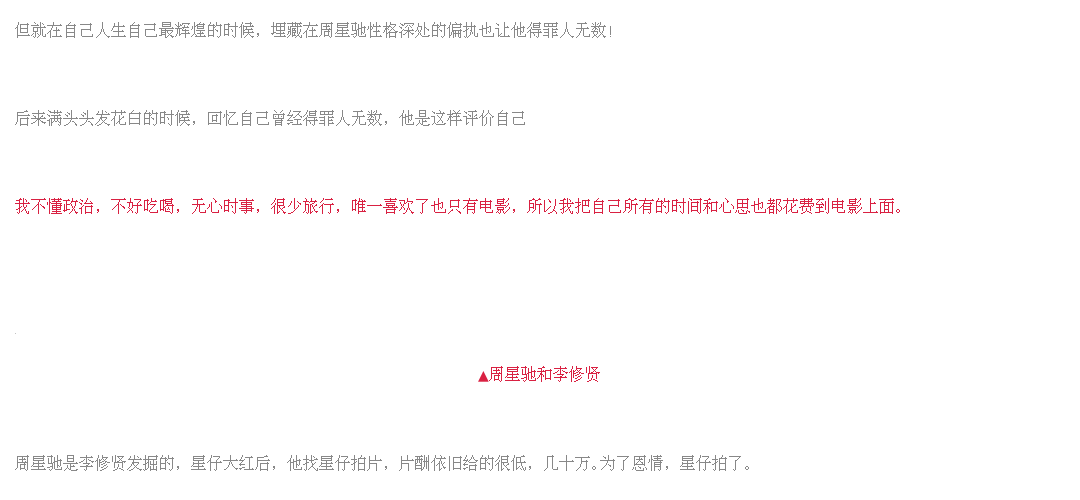 但就在自己人生自己最辉煌的时候，埋藏在周星驰性格深处的偏执也让他得罪人无数！
后来满头头发花白的时候，回忆自己曾经得罪人无数，他是这样评价自己
我不懂政治，不好吃喝，无心时事，很少旅行，唯一喜欢了也只有电影，所以我把自己所有的时间和心思也都花费到电影上面。
▲周星驰和李修贤
周星驰是李修贤发掘的，星仔大红后，他找星仔拍片，片酬依旧给的很低，几十万。为了恩情，星仔拍了。